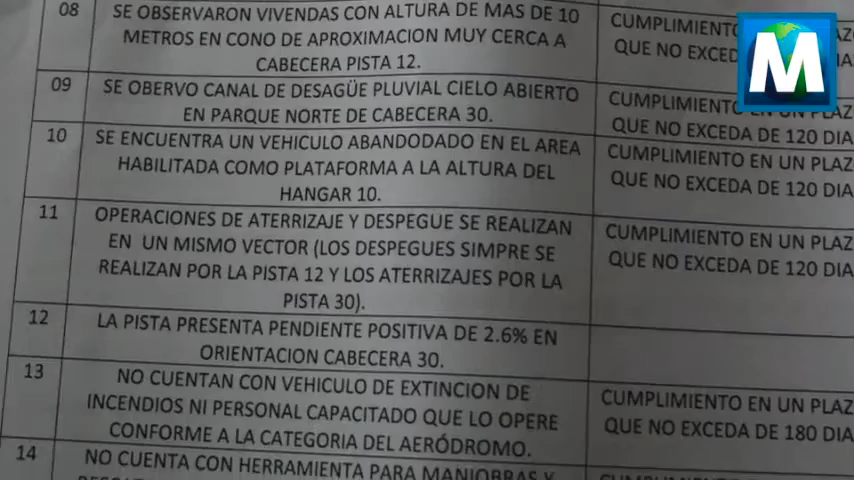 08 SE OBSERVARON VIVENDAS CON ALTURA DE MAS DE 10
METROS EN CONO DE APROXIMACION MUY CERCA A
CABECERA PISTA 12.
CUMPLIMIENTO
QUE NO EXCED
M
09 SE OBERVO CANAL DE DESAGÜE PLUVIAL CIELO ABIERTO
EN PARQUE NORTE DE CABECERA 30.
CUMPLIMIENTO EN UN PLAZ
QUE NO EXCEDA DE 120 DIA
10 SE ENCUENTRA UN VEHICULO ABANDODADO EN EL AREA
HABILITADA COMO PLATAFORMA A LA ALTURA DEL
HANGAR 10.
CUMPLIMIENTO EN UN PLAZ
QUE NO EXCEDA DE 120 DIA
11 OPERACIONES DE ATERRIZAJE Y DESPEGUE SE REALIZAN
EN UN MISMO VECTOR (LOS DESPEGUES SIMPRE SE
REALIZAN POR LA PISTA 12 Y LOS ATERRIZAJES POR LA
PISTA 30).
CUMPLIMIENTO EN UN PLAZ
QUE NO EXCEDA DE 120 DIA
12 LA PISTA PRESENTA PENDIENTE POSITIVA DE 2.6% EN
ORIENTACION CABECERA 30.
13 NO CUENTAN CON VEHICULO DE EXTINCION DE
INCENDIOS NI PERSONAL CAPACITADO QUE LO OPERE
CONFORME A LA CATEGORIA DEL AERÓDROMO.
CUMPLIMIENTO EN UN PLAZ
QUE NO EXCEDA DE 180 DIA
14 NO CUENTA CON HERRAMIENTA PARA MANIOBRAS Y
CUMPLIMIENTO EN UN PLAZ